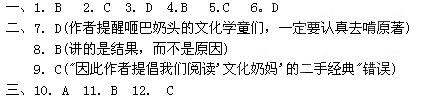 一、1. B 2. C 3. D 4.B 5.C 6. D
二、7. D(作者提醒咂巴奶头的文化学童们，一定要认真去啃原著)
8. B(讲的是结果，而不是原因)
9. C("因此作者提倡我们阅读'文化奶妈'的二手经典"错误)
三、10. A 11. B 12. C